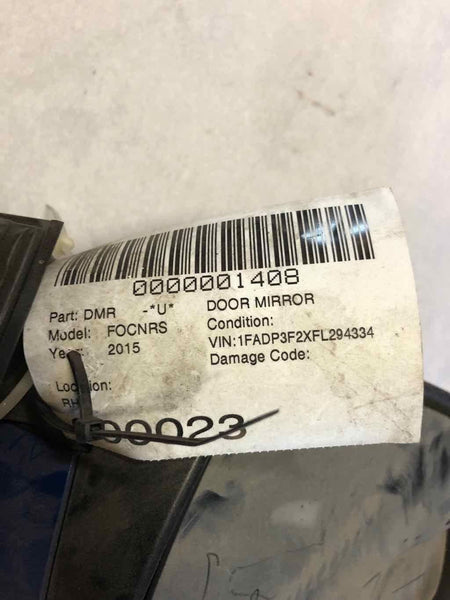 0000001408
Part: DMR -*U* DOOR MIRROR
Model: FOCNRS Condition:
Year: 2015 VIN:1FADP3F2XFL294334
Damage Code:
Location:
RH
00023